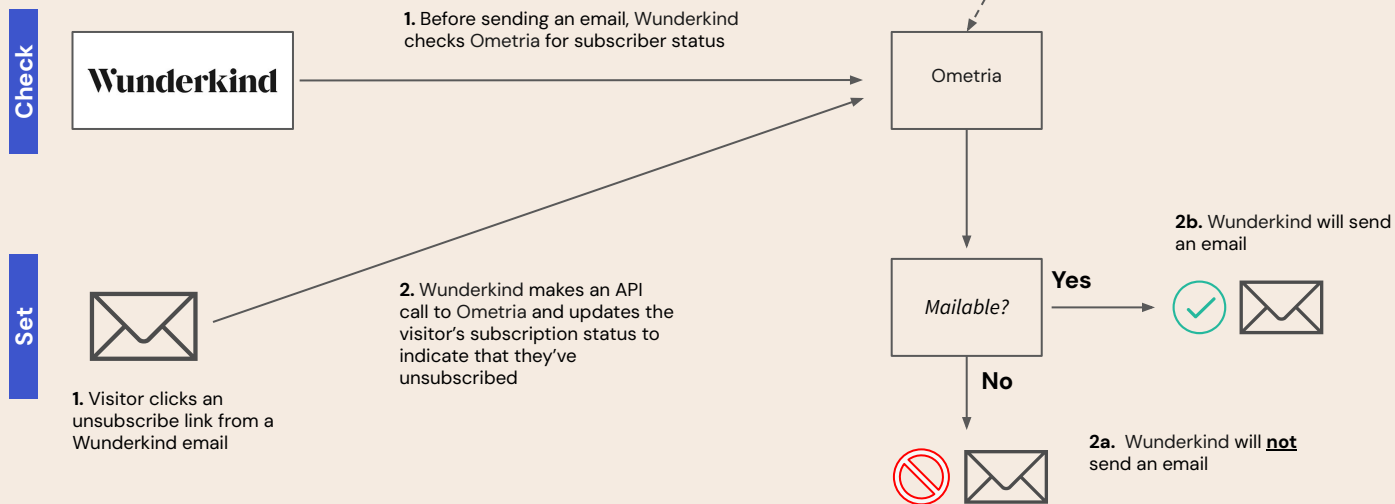 Check
Wunderkind
1. Before sending an email, Wunderkind
checks Ometria for subscriber status
Ometria
Set
1. Visitor clicks an
unsubscribe link from a
Wunderkind email
2. Wunderkind makes an API
call to Ometria and updates the
visitor's subscription status to
indicate that they've
unsubscribed
Mailable?
Yes
2b. Wunderkind will send
an email
No
2a. Wunderkind will not
send an email